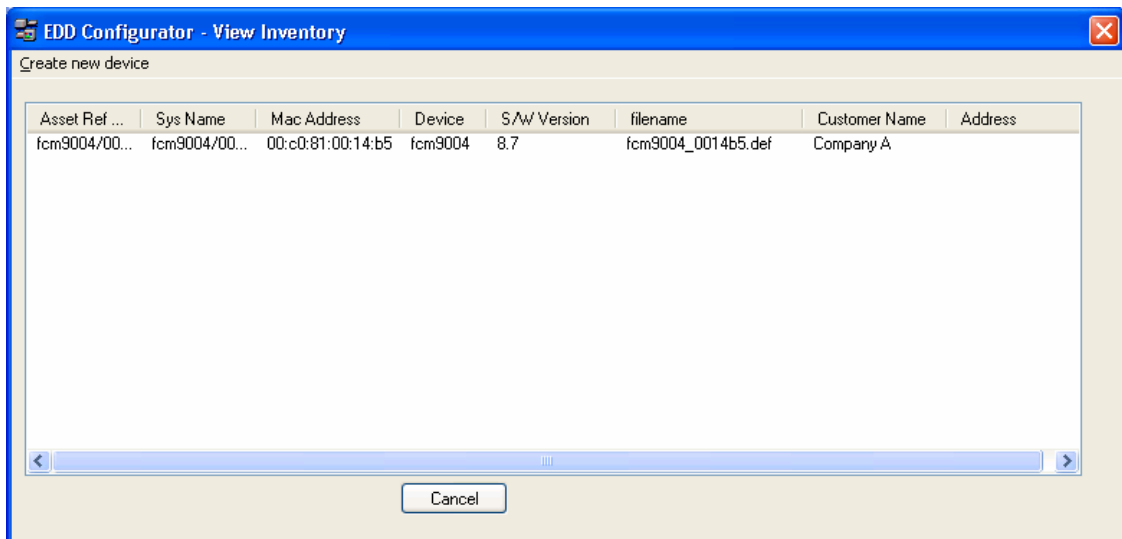 EDD Configurator - View Inventory
Create new device
Asset Ref ... Sys Name Mac Address Device S/W Version filename Customer Name Address
fcm9004/00... fcm9004/00... 00:c0:81:00:14:b5 fcm9004 8.7 fcm9004_0014b5.def Company A
Cancel